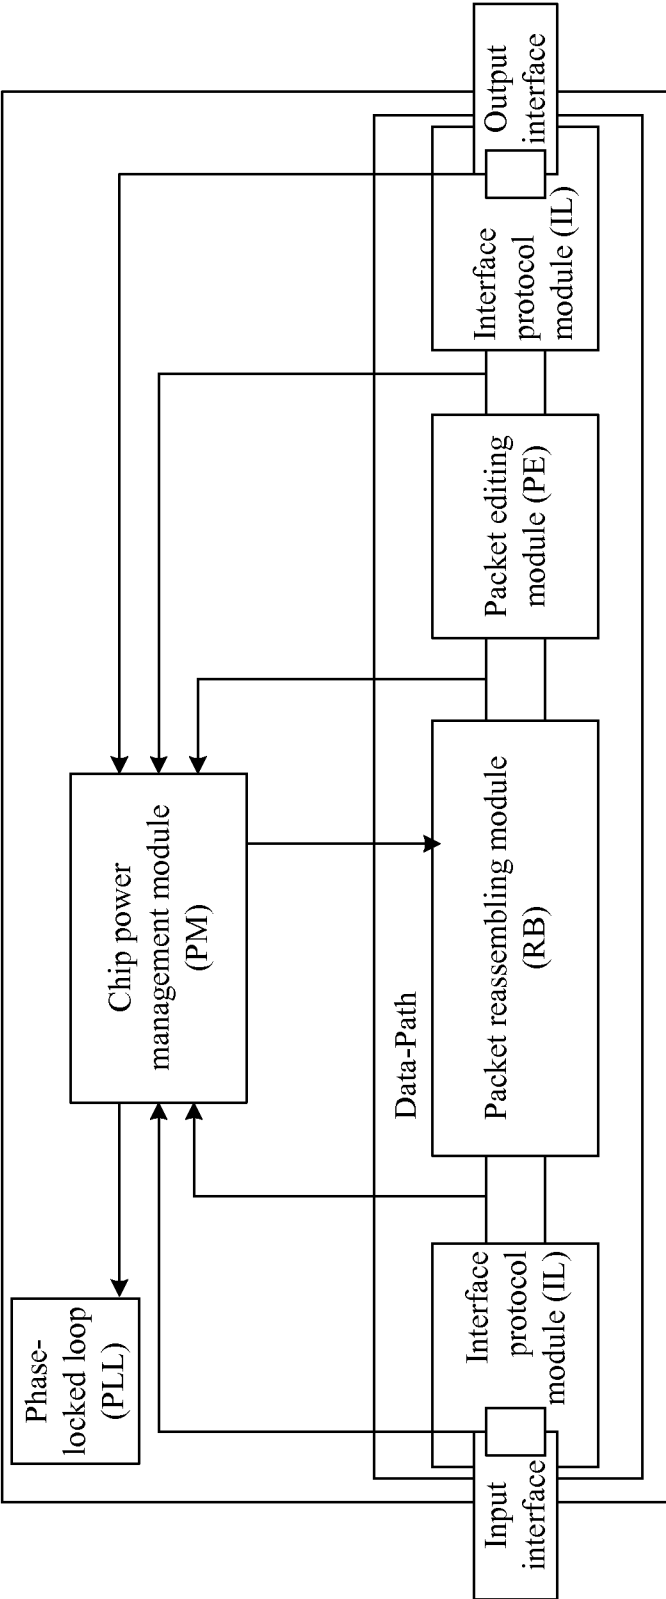 Phase-
locked loop
(PLL)
Chip power
management module
(PM)
Data-Path
Input
interface
Interface
protocol
module (IL)
Packet reassembling module
(RB)
Packet editing
module (PE)
Interface
protocol
module (IL)
Output
interface